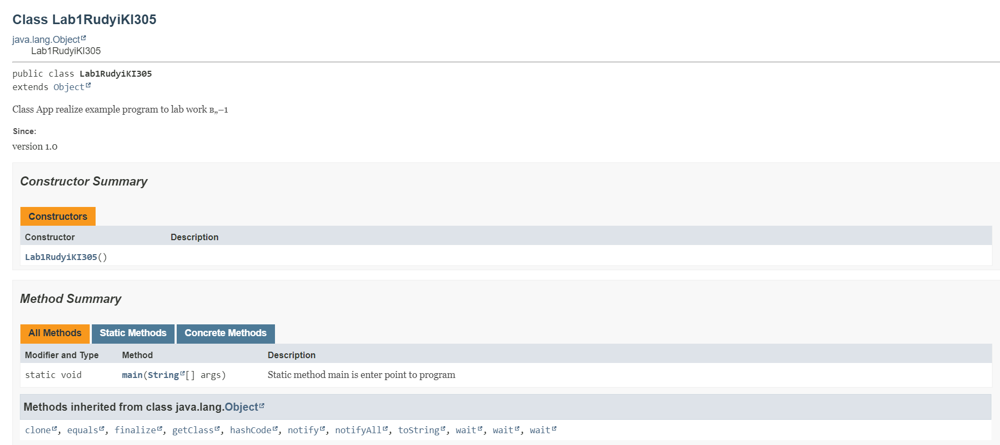 Class Lab1RudyiKI305
java.lang.Object
Lab1RudyiKI305
public class Lab1RudyiKI305
extends Object
Class App realize example program to lab work в„–1
Since:
version 1.0
Constructor Summary
Constructors
Constructor Description
Lab1RudyiKI305()
Method Summary
All Methods Static Methods Concrete Methods
Modifier and Type Method Description
static void main(String[] args) Static method main is enter point to program
Methods inherited from class java.lang.Object
clone, equals, finalize, getClass, hashCode, notify, notifyAll, toString, wait, wait, wait